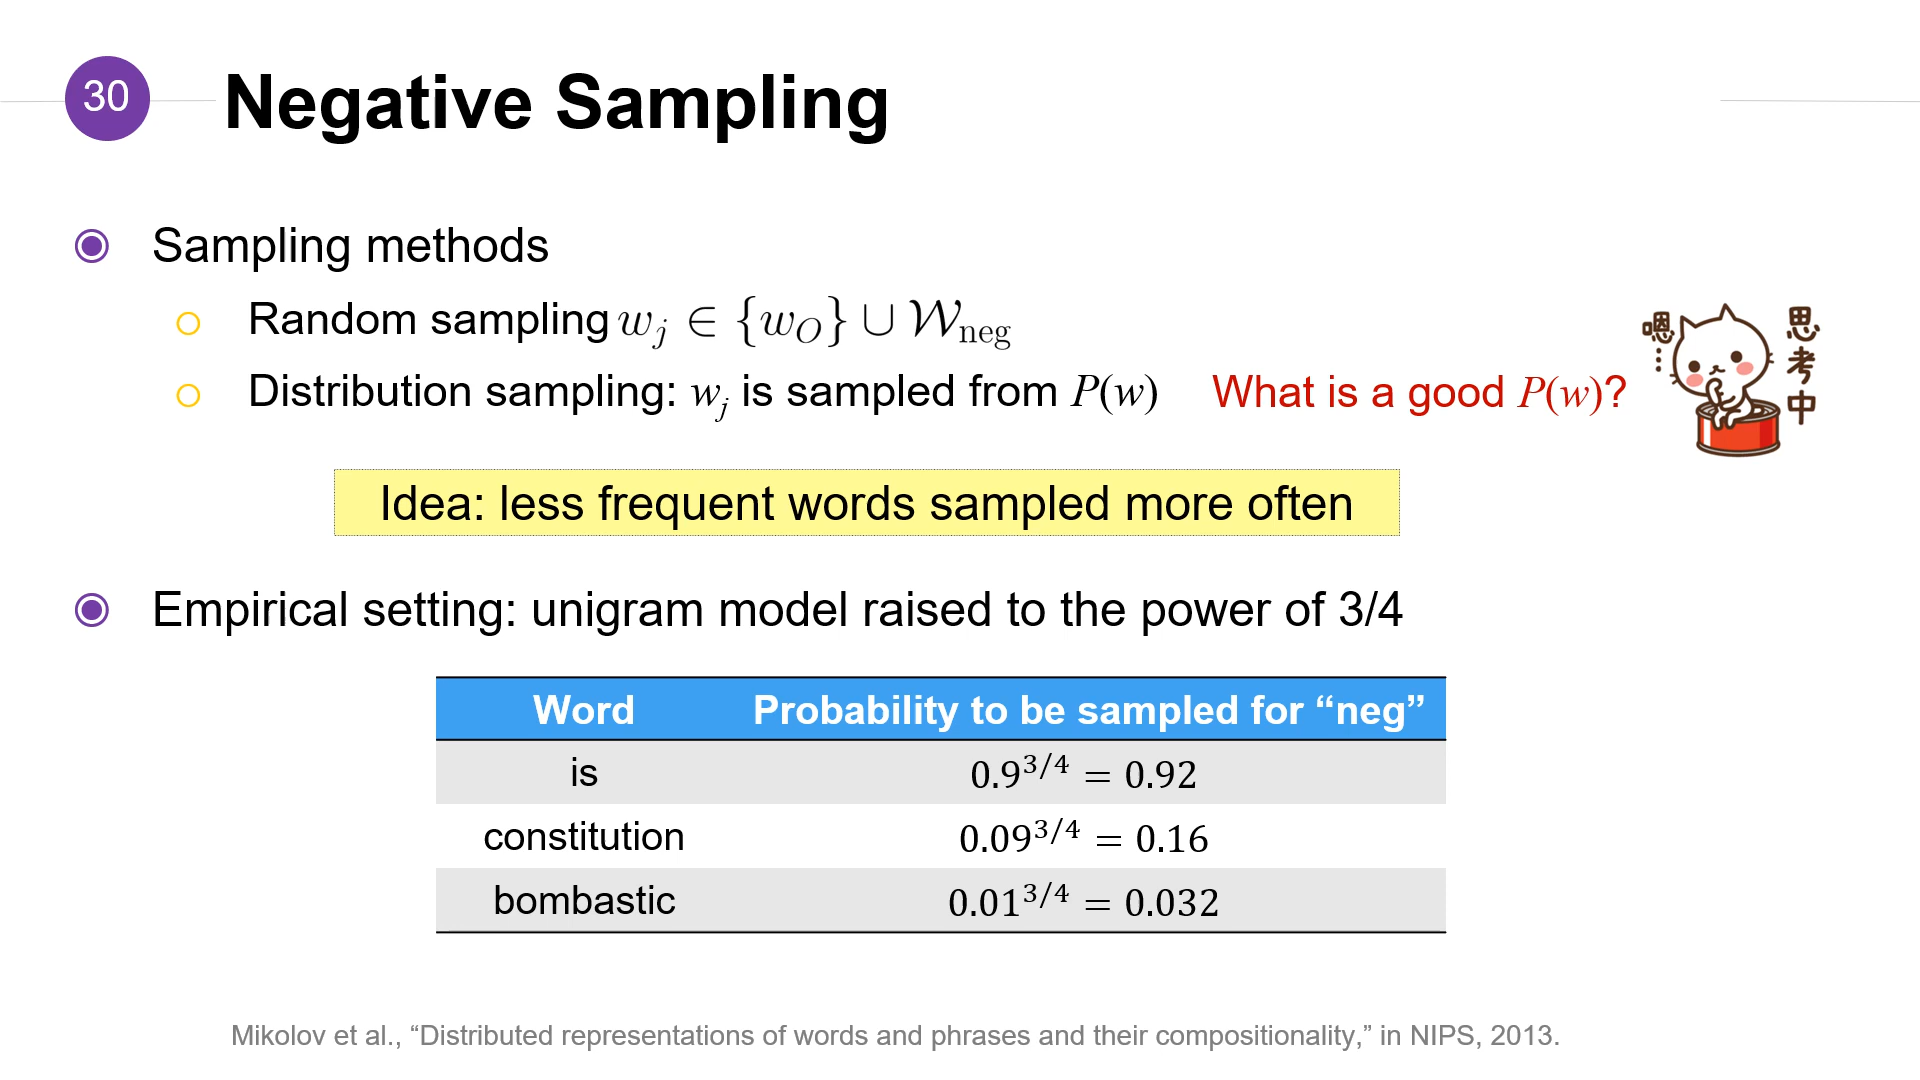 30
Negative Sampling
Sampling methods
Random sampling $w_j \in \{w_O\} \cup \mathcal{W}_{\text{neg}}$
Distribution sampling: $w_j$ is sampled from $P(w)$ What is a good $P(w)$?
嗯…
思考中
Idea: less frequent words sampled more often
Empirical setting: unigram model raised to the power of 3/4
Word Probability to be sampled for “neg”
is $0.9^{3/4} = 0.92$
constitution $0.09^{3/4} = 0.16$
bombastic $0.01^{3/4} = 0.032$
Mikolov et al., “Distributed representations of words and phrases and their compositionality,” in NIPS, 2013.